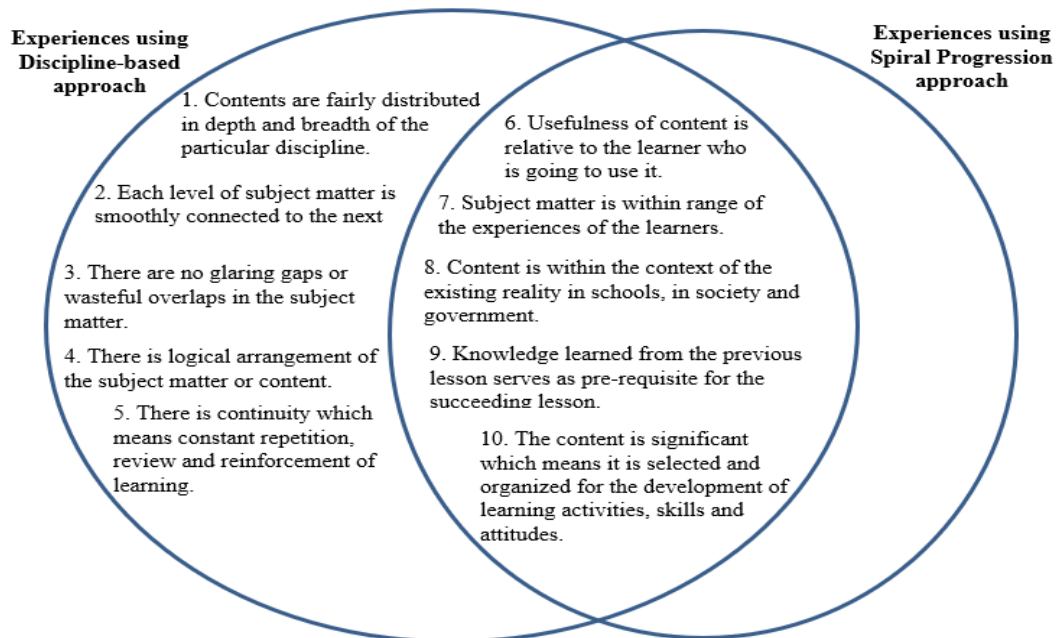 Experiences using
Discipline-based
approach
Experiences using
Spiral Progression
approach
1. Contents are fairly distributed
in depth and breadth of the
particular discipline.
2. Each level of subject matter is
smoothly connected to the next
3. There are no glaring gaps or
wasteful overlaps in the subject
matter.
4. There is logical arrangement of
the subject matter or content.
5. There is continuity which
means constant repetition,
review and reinforcement of
learning.
6. Usefulness of content is
relative to the learner who
is going to use it.
7. Subject matter is within range of
the experiences of the learners.
8. Content is within the context of the
existing reality in schools, in society and
government.
9. Knowledge learned from the previous
lesson serves as pre-requisite for the
succeeding lesson.
10. The content is significant
which means it is selected and
organized for the development of
learning activities, skills and
attitudes.